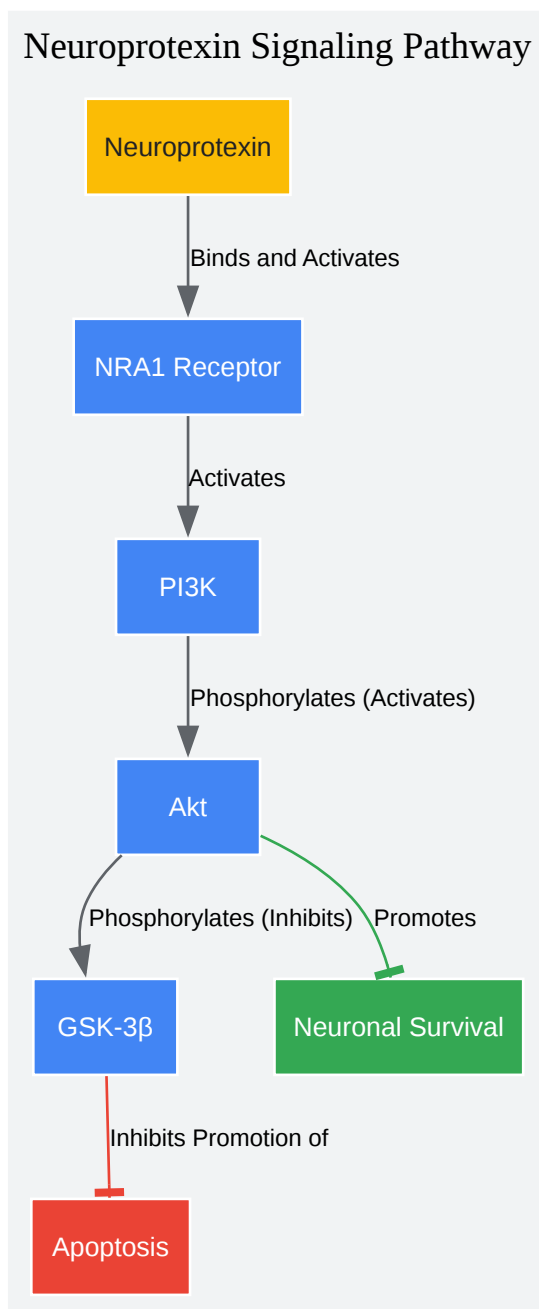 Neuroprotexin Signaling Pathway
Neuroprotexin
Binds and Activates
NRA1 Receptor
Activates
PI3K
Phosphorylates (Activates)
Akt
Phosphorylates (Inhibits)
Promotes
GSK-3β
Neuronal Survival
Inhibits Promotion of
Apoptosis